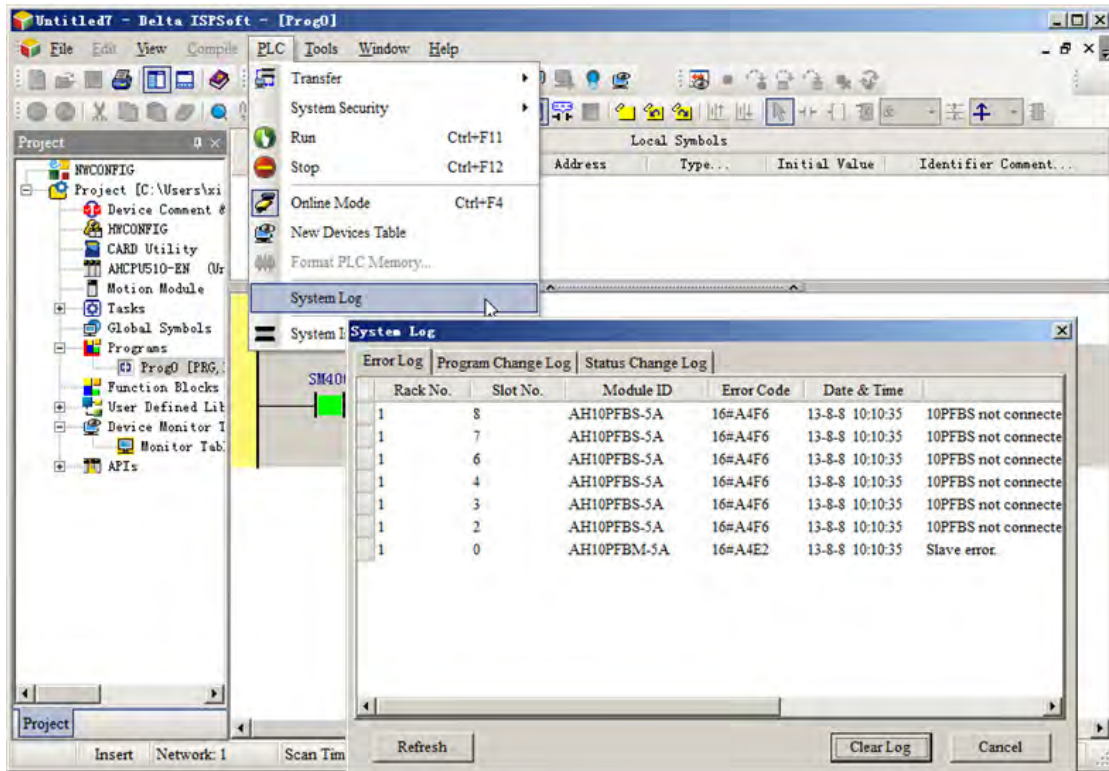 Untitled7 - Delta ISPSoft - [Prog0]
File Edit View Compile PLC Tools Window Help
Transfer
System Security
Run Ctrl+F11
Stop Ctrl+F12
Online Mode Ctrl+F4
New Devices Table
Format PLC Memory...
System Log
System I
Project
NWCONFIG
Project [C:\Users\xi
Device Comment &
HWCONFIG
CARD Utility
AHCPU510-EN (Ur
Motion Module
Tasks
Global Symbols
Programs
Prog0 [PRG,
Function Blocks
User Defined Lib
Device Monitor T
Monitor Tab
APIs
Project
Local Symbols
Address Type... Initial Value Identifier Comment...
SM40
System Log
Error Log Program Change Log Status Change Log
Rack No. Slot No. Module ID Error Code Date & Time
1 8 AH10PFBS-5A 16#A4F6 13-8-8 10:10:35 10PFBS not connecte
1 7 AH10PFBS-5A 16#A4F6 13-8-8 10:10:35 10PFBS not connecte
1 6 AH10PFBS-5A 16#A4F6 13-8-8 10:10:35 10PFBS not connecte
1 4 AH10PFBS-5A 16#A4F6 13-8-8 10:10:35 10PFBS not connecte
1 3 AH10PFBS-5A 16#A4F6 13-8-8 10:10:35 10PFBS not connecte
1 2 AH10PFBS-5A 16#A4F6 13-8-8 10:10:35 10PFBS not connecte
1 0 AH10PFBM-5A 16#A4E2 13-8-8 10:10:35 Slave error.
Refresh Clear Log Cancel
Insert Network: 1 Scan Tim